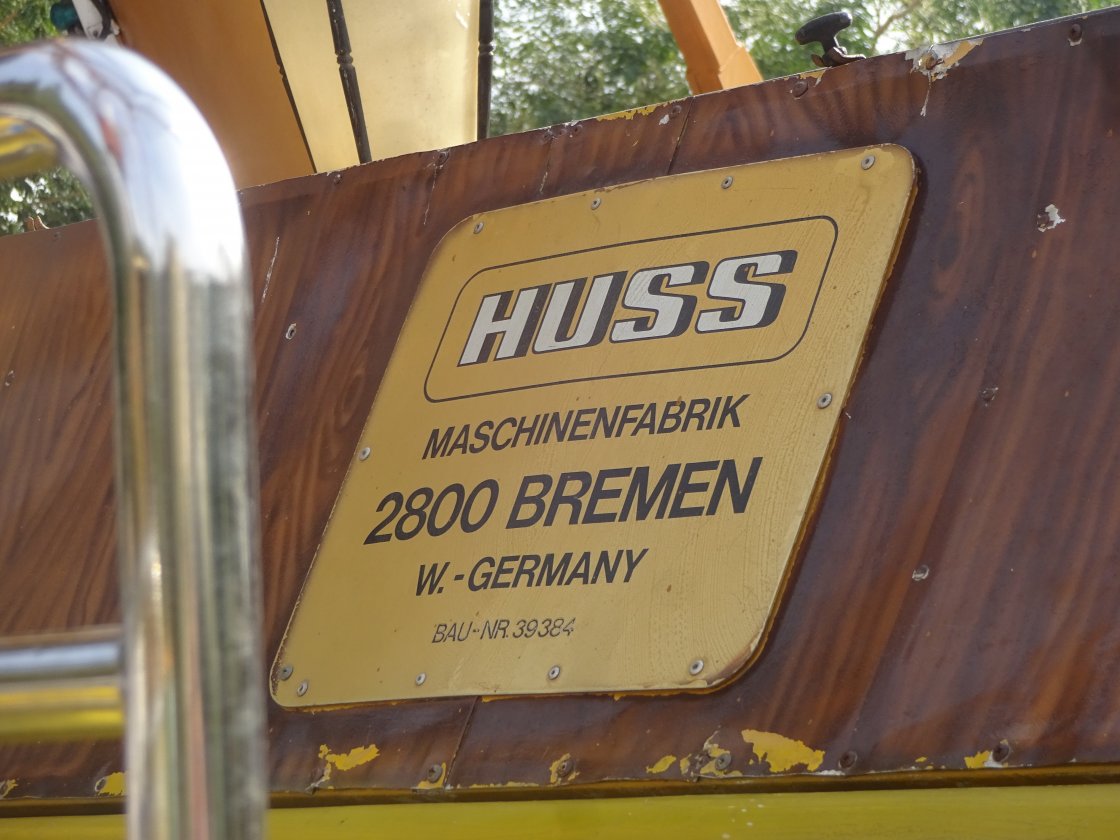 HUSS
MASCHINENFABRIK
2800 BREMEN
W.-GERMANY
BAU-NR.39384